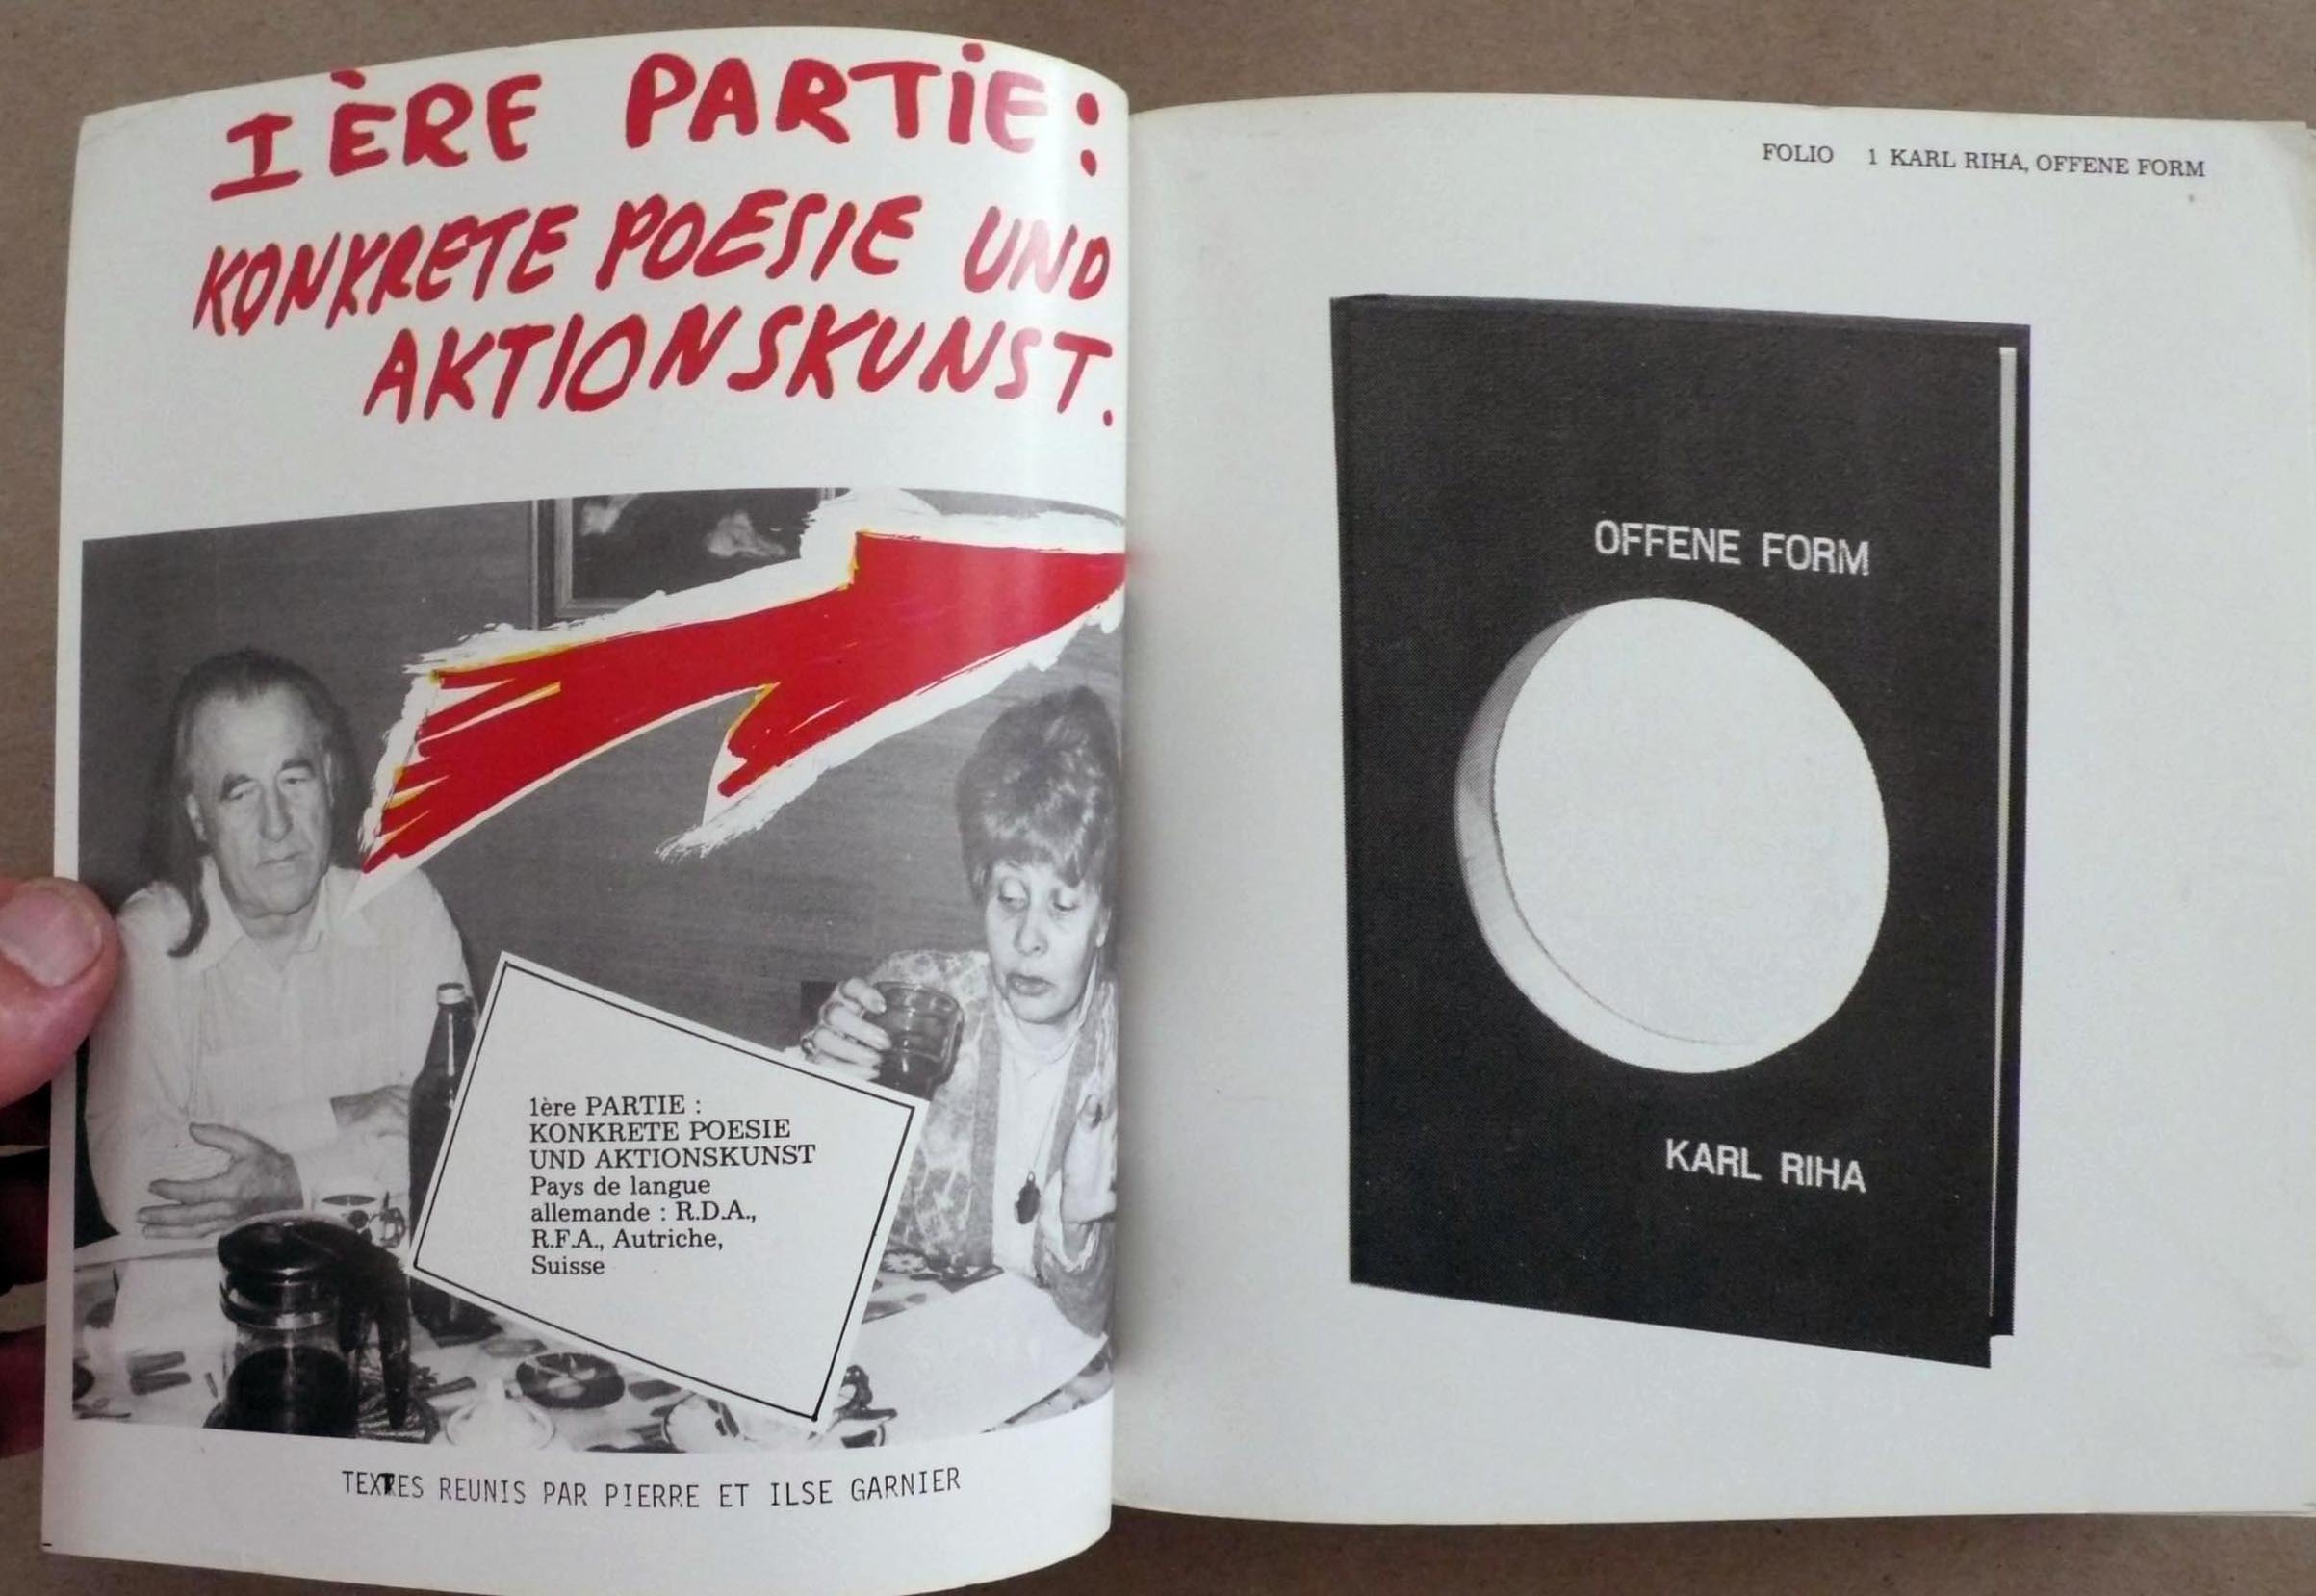 1ÈRE PARTIE:
KONKRETE POESIE UND
AKTIONSKUNST.
1ère PARTIE :
KONKRETE POESIE
UND AKTIONSKUNST
Pays de langue
allemande : R.D.A.,
R.F.A., Autriche,
Suisse
TEXTES REUNIS PAR PIERRE ET ILSE GARNIER
FOLIO 1 KARL RIHA, OFFENE FORM
OFFENE FORM
KARL RIHA